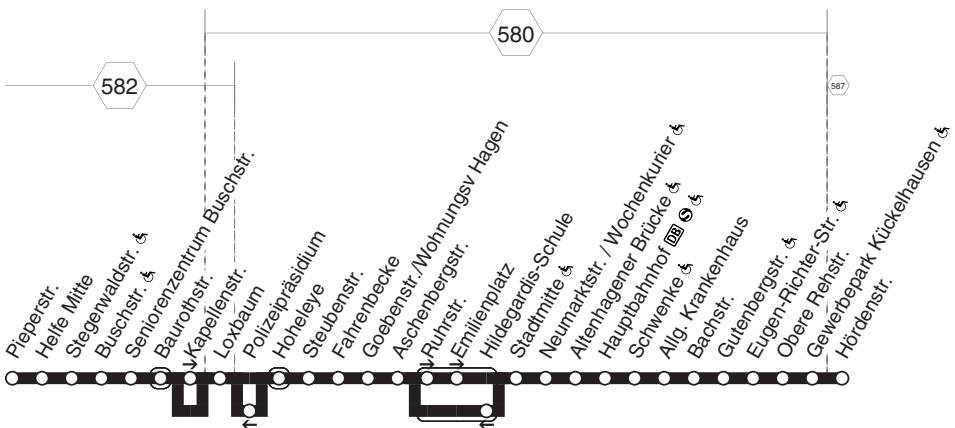 580
582
587
Pieperstr.
Helfe Mitte
Stegerwaldstr.
Buschstr.
Seniorenzentrum Buschstr.
Baurothstr.
Kapellenstr.
Loxbaum
Polizeipräsidium
Hoheleye
Steubenstr.
Fahrenbecke
Goebenstr./Wohnungsv Hagen
Aschenbergstr.
Ruhrstr.
Emilienplatz
Hildegardis-Schule
Stadtmitte
Neumarktstr. / Wochenkurier
Altenhagener Brücke
Hauptbahnhof DB S
Schwenke
Allg. Krankenhaus
Bachstr.
Gutenbergstr.
Eugen-Richter-Str.
Obere Rehstr.
Gewerbepark Kückelhausen
Hördenstr.